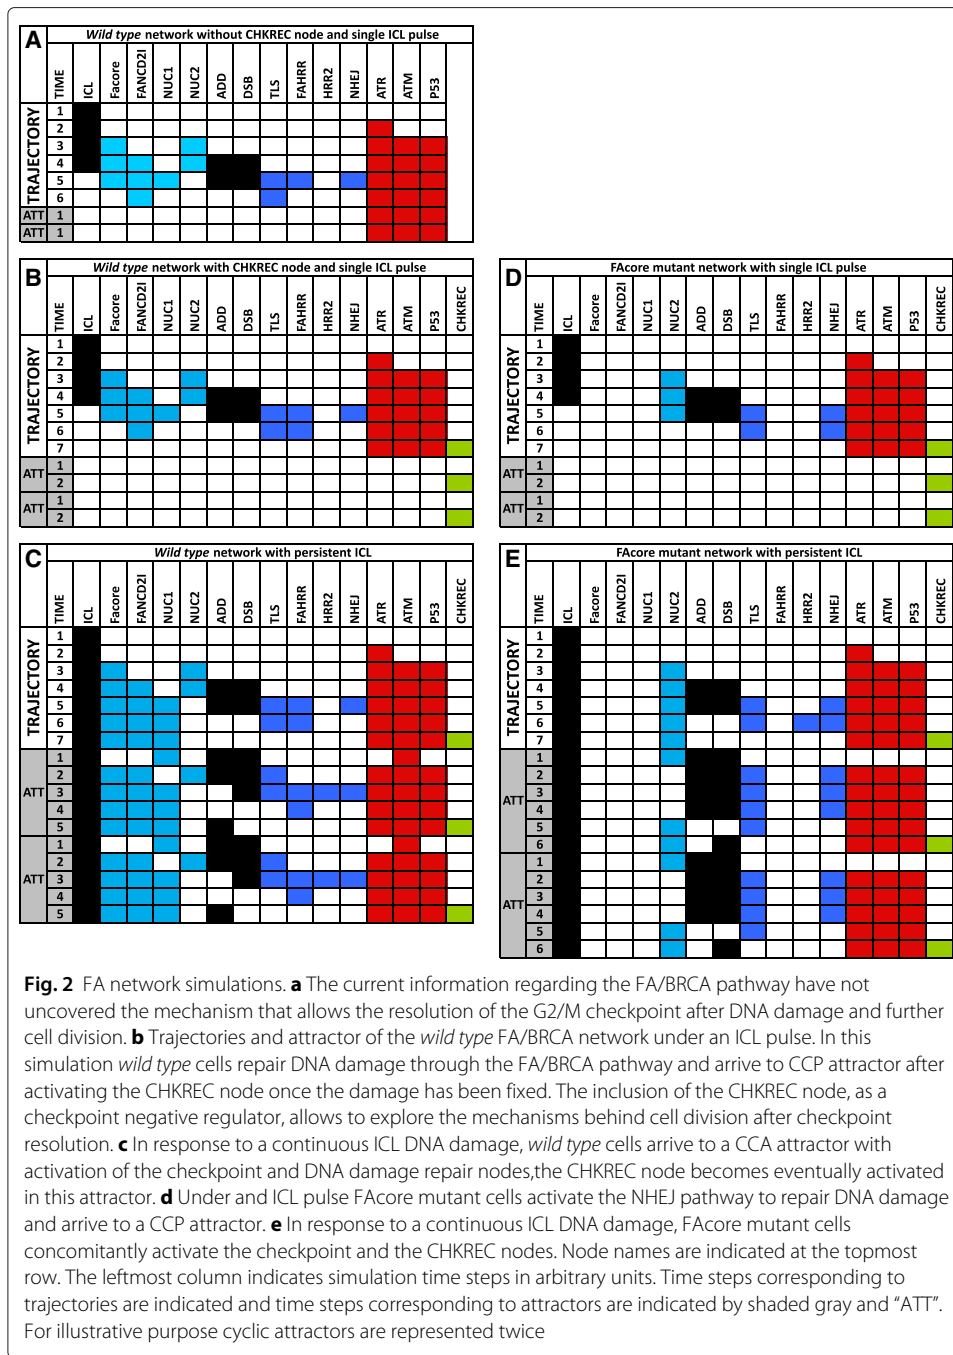 A
Wild type network without CHKREC node and single ICL pulse
TIME ICL Facore FANCD2I NUC1 NUC2 ADD DSB TLS FAHRR HRR2 NHEJ ATR ATM P53
TRAJECTORY
1
2
3
4
5
6
ATT 1
ATT 1
B
Wild type network with CHKREC node and single ICL pulse
TIME ICL Facore FANCD2I NUC1 NUC2 ADD DSB TLS FAHRR HRR2 NHEJ ATR ATM P53 CHKREC
TRAJECTORY
1
2
3
4
5
6
7
ATT
1
2
ATT
1
2
D
FAcore mutant network with single ICL pulse
TIME ICL Facore FANCD2I NUC1 NUC2 ADD DSB TLS FAHRR HRR2 NHEJ ATR ATM P53 CHKREC
TRAJECTORY
1
2
3
4
5
6
7
ATT
1
2
ATT
1
2
C
Wild type network with persistent ICL
TIME ICL Facore FANCD2I NUC1 NUC2 ADD DSB TLS FAHRR HRR2 NHEJ ATR ATM P53 CHKREC
TRAJECTORY
1
2
3
4
5
6
7
ATT
1
2
3
4
5
ATT
1
2
3
4
5
E
FAcore mutant network with persistent ICL
TIME ICL Facore FANCD2I NUC1 NUC2 ADD DSB TLS FAHRR HRR2 NHEJ ATR ATM P53 CHKREC
TRAJECTORY
1
2
3
4
5
6
7
ATT
1
2
3
4
5
6
ATT
1
2
3
4
5
6
Fig. 2 FA network simulations. a The current information regarding the FA/BRCA pathway have not
uncovered the mechanism that allows the resolution of the G2/M checkpoint after DNA damage and further
cell division. b Trajectories and attractor of the wild type FA/BRCA network under an ICL pulse. In this
simulation wild type cells repair DNA damage through the FA/BRCA pathway and arrive to CCP attractor after
activating the CHKREC node once the damage has been fixed. The inclusion of the CHKREC node, as a
checkpoint negative regulator, allows to explore the mechanisms behind cell division after checkpoint
resolution. c In response to a continuous ICL DNA damage, wild type cells arrive to a CCA attractor with
activation of the checkpoint and DNA damage repair nodes,the CHKREC node becomes eventually activated
in this attractor. d Under and ICL pulse FAcore mutant cells activate the NHEJ pathway to repair DNA damage
and arrive to a CCP attractor. e In response to a continuous ICL DNA damage, FAcore mutant cells
concomitantly activate the checkpoint and the CHKREC nodes. Node names are indicated at the topmost
row. The leftmost column indicates simulation time steps in arbitrary units. Time steps corresponding to
trajectories are indicated and time steps corresponding to attractors are indicated by shaded gray and “ATT”.
For illustrative purpose cyclic attractors are represented twice